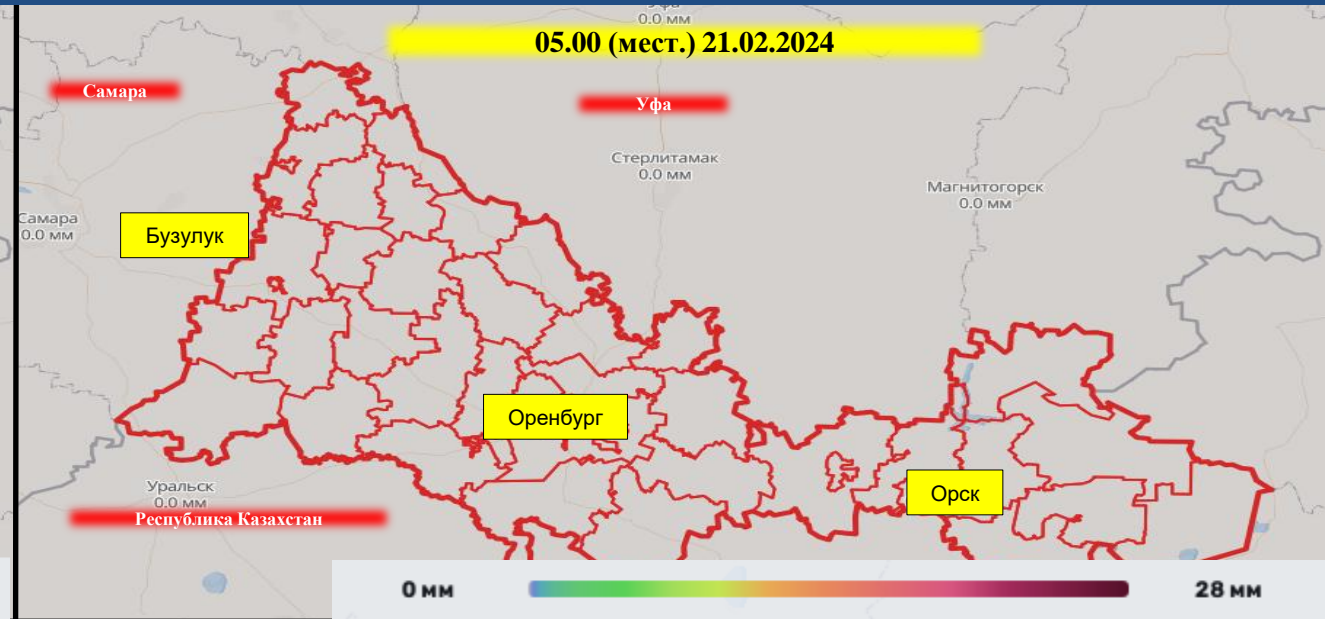 Уфа
0.0 мм
05.00 (мест.) 21.02.2024
Самара
Уфа
Стерлитамак
0.0 мм
Магнитогорск
0.0 мм
Самара
0.0 мм
Бузулук
Оренбург
Орск
Уральск
0.0 мм
Республика Казахстан
0 мм
28 мм